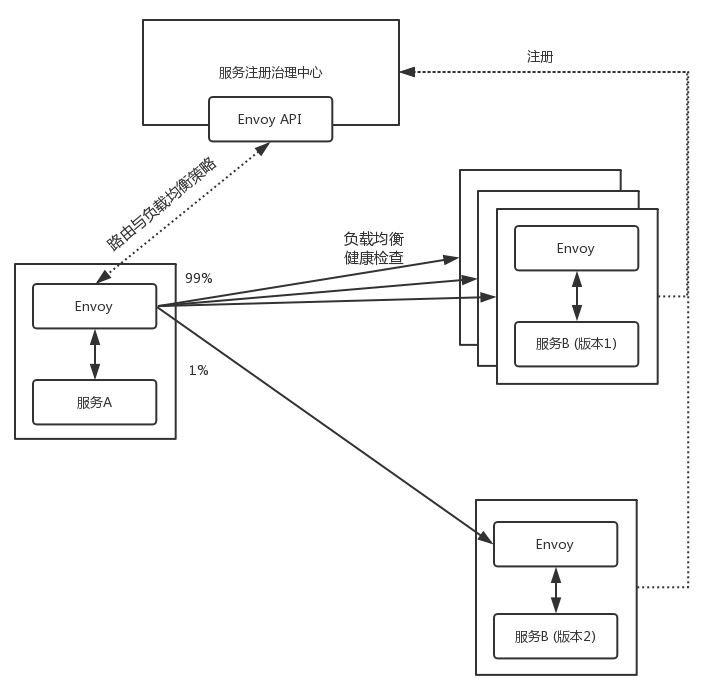 注册
服务注册治理中心
Envoy API
路由与负载均衡策略
负载均衡
健康检查
99%
Envoy
Envoy
服务B (版本1)
1%
服务A
Envoy
服务B (版本2)